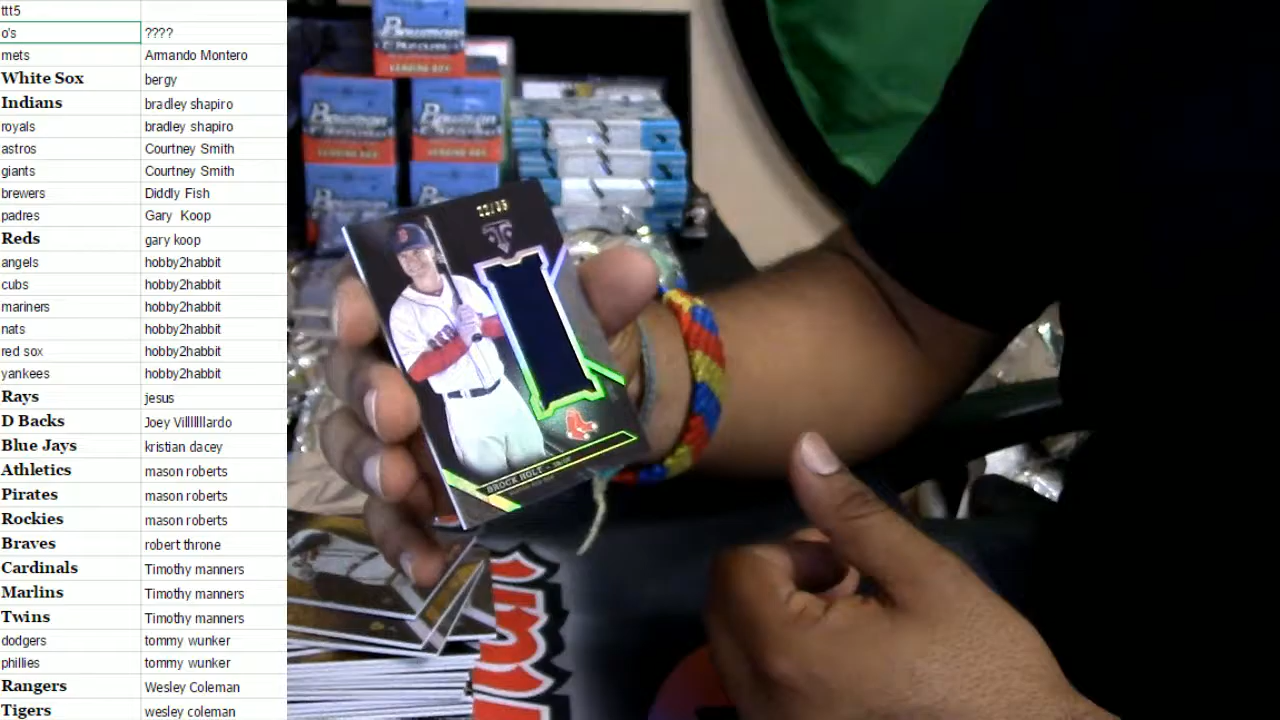 ttt5
o's ????
mets Armando Montero
White Sox bergy
Indians bradley shapiro
royals bradley shapiro
astros Courtney Smith
giants Courtney Smith
brewers Diddly Fish
padres Gary Koop
Reds gary koop
angels hobby2habbit
cubs hobby2habbit
mariners hobby2habbit
nats hobby2habbit
red sox hobby2habbit
yankees hobby2habbit
Rays jesus
D Backs Joey Villlllllardo
Blue Jays kristian dacey
Athletics mason roberts
Pirates mason roberts
Rockies mason roberts
Braves robert throne
Cardinals Timothy manners
Marlins Timothy manners
Twins Timothy manners
dodgers tommy wunker
phillies tommy wunker
Rangers Wesley Coleman
Tigers wesley coleman
Bowman
Bowman
Bowman
BROCK HOLT